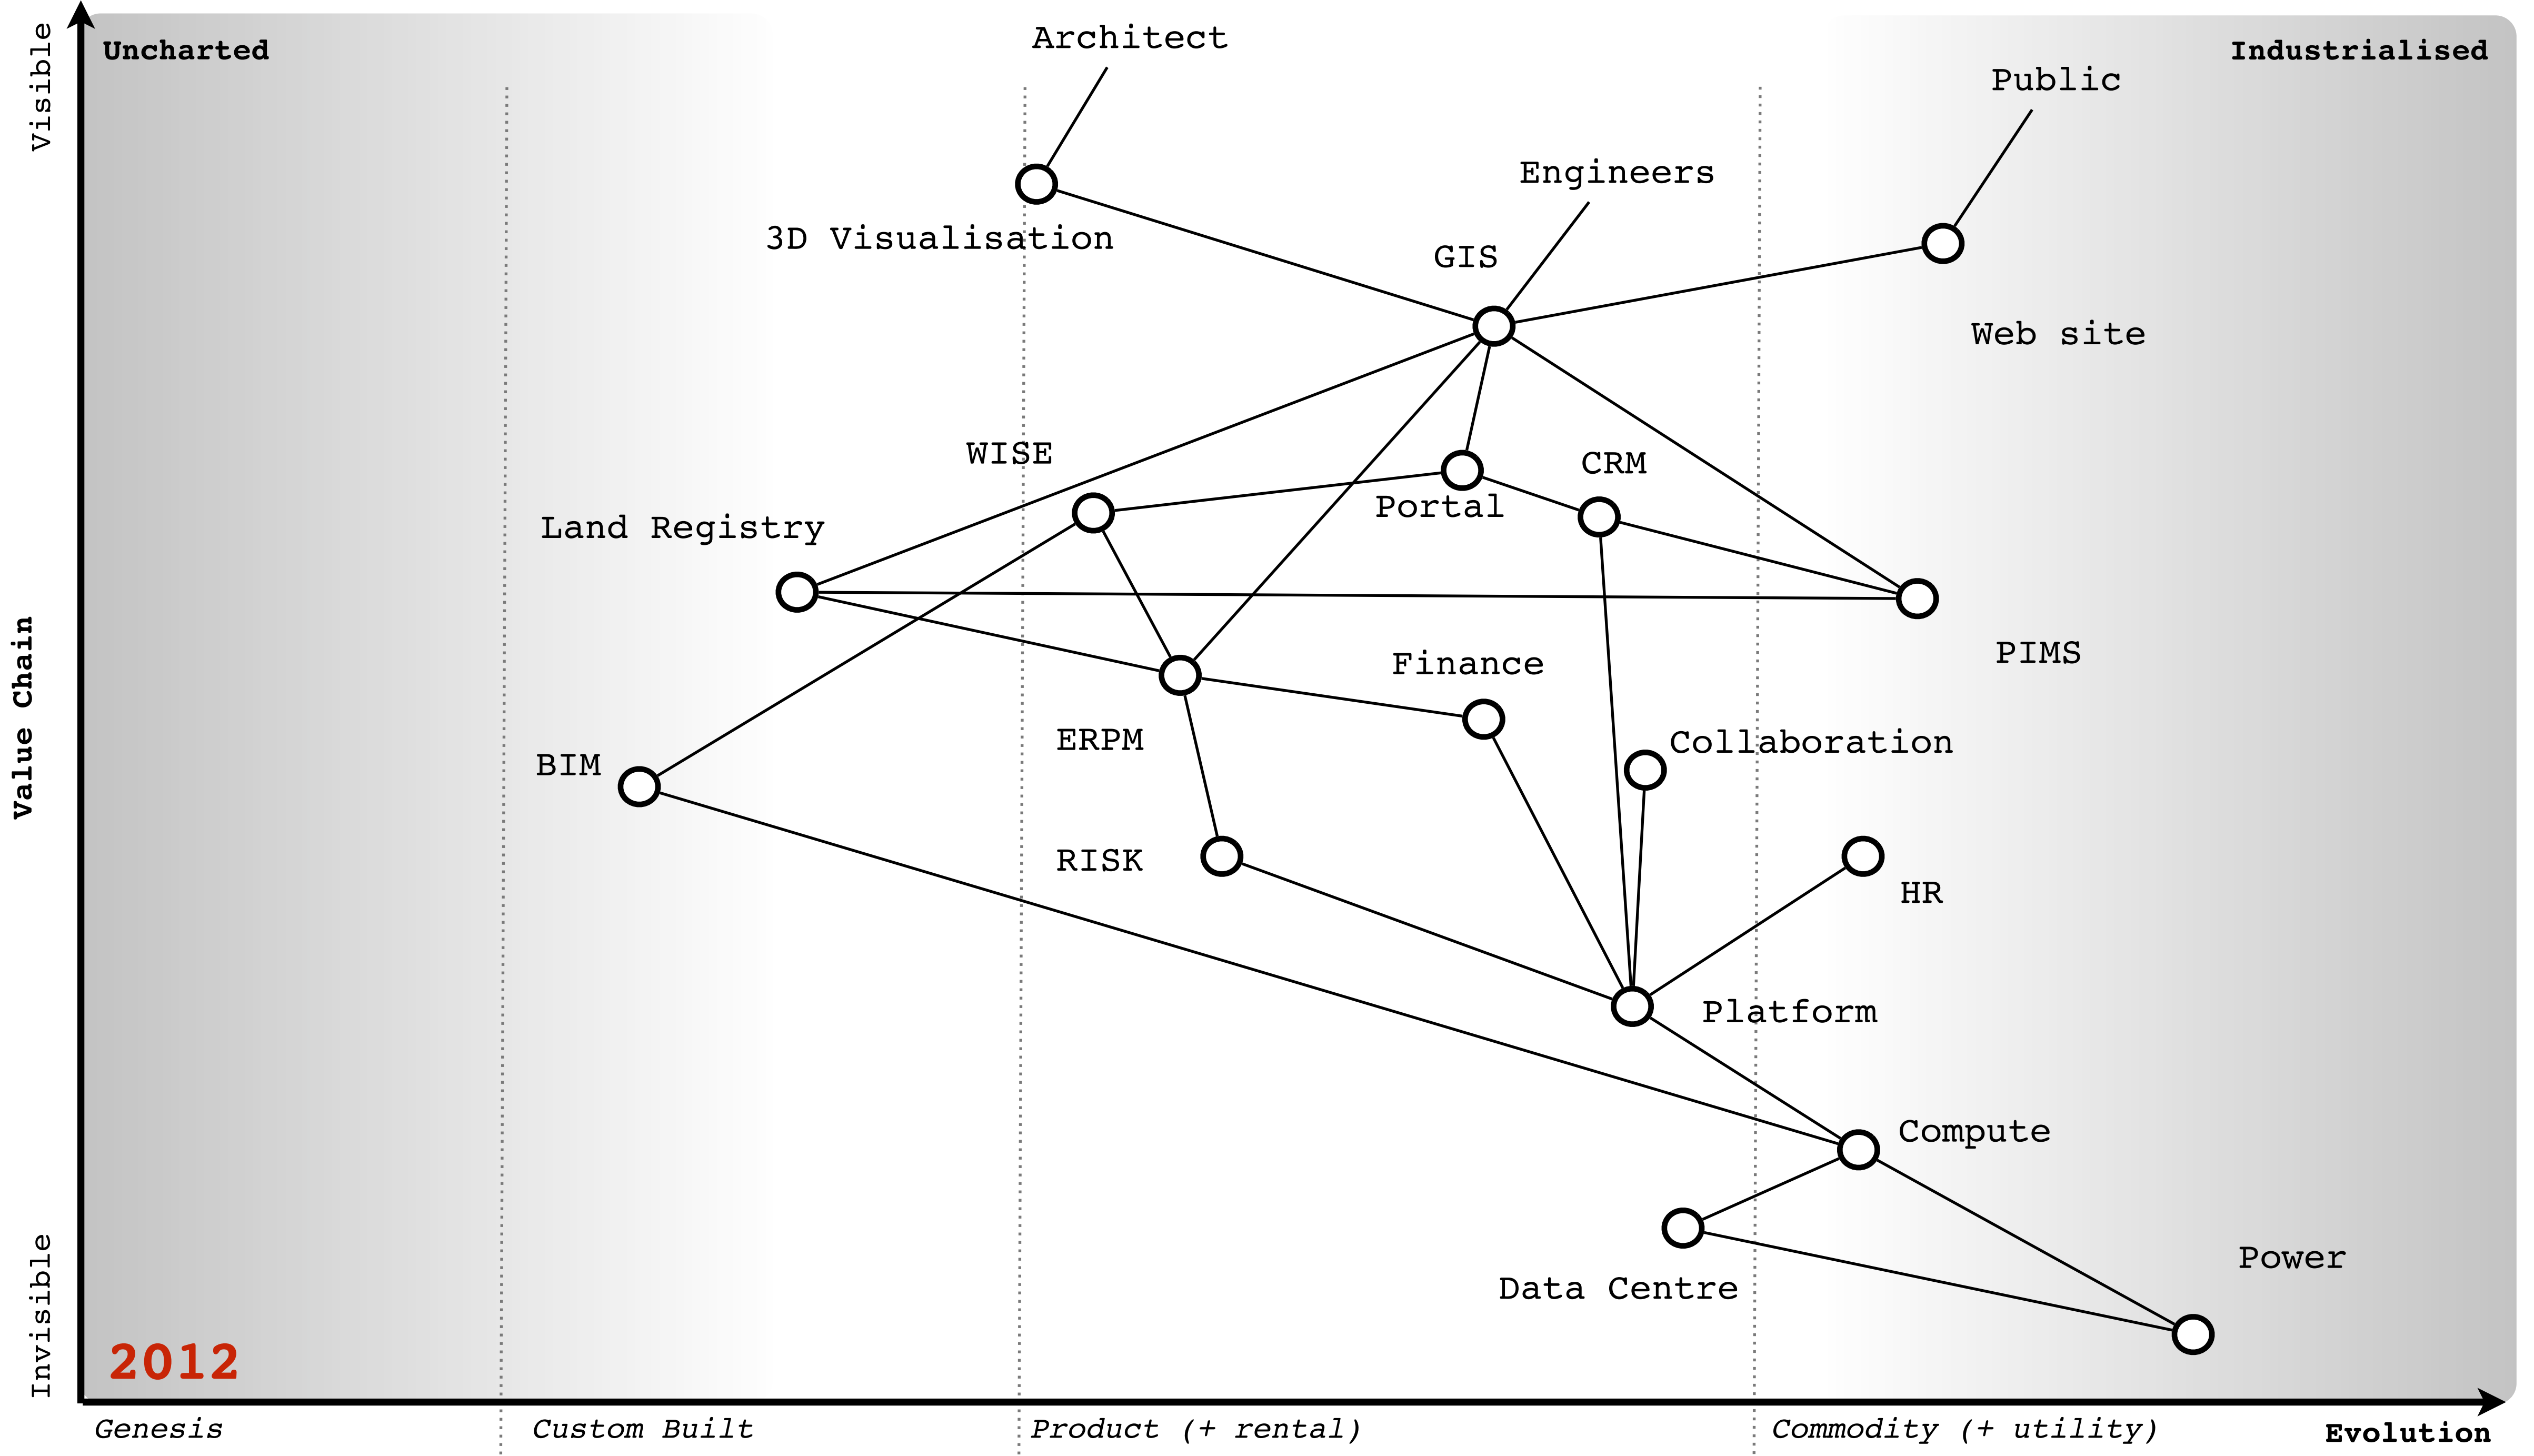 Visible
Uncharted
Architect
Industrialised
Public
Engineers
3D Visualisation
GIS
Web site
WISE
CRM
Portal
Land Registry
Value Chain
PIMS
Finance
ERPM
Collaboration
BIM
RISK
HR
Platform
Compute
Power
Data Centre
Invisible
2012
Genesis
Custom Built
Product (+ rental)
Commodity (+ utility)
Evolution